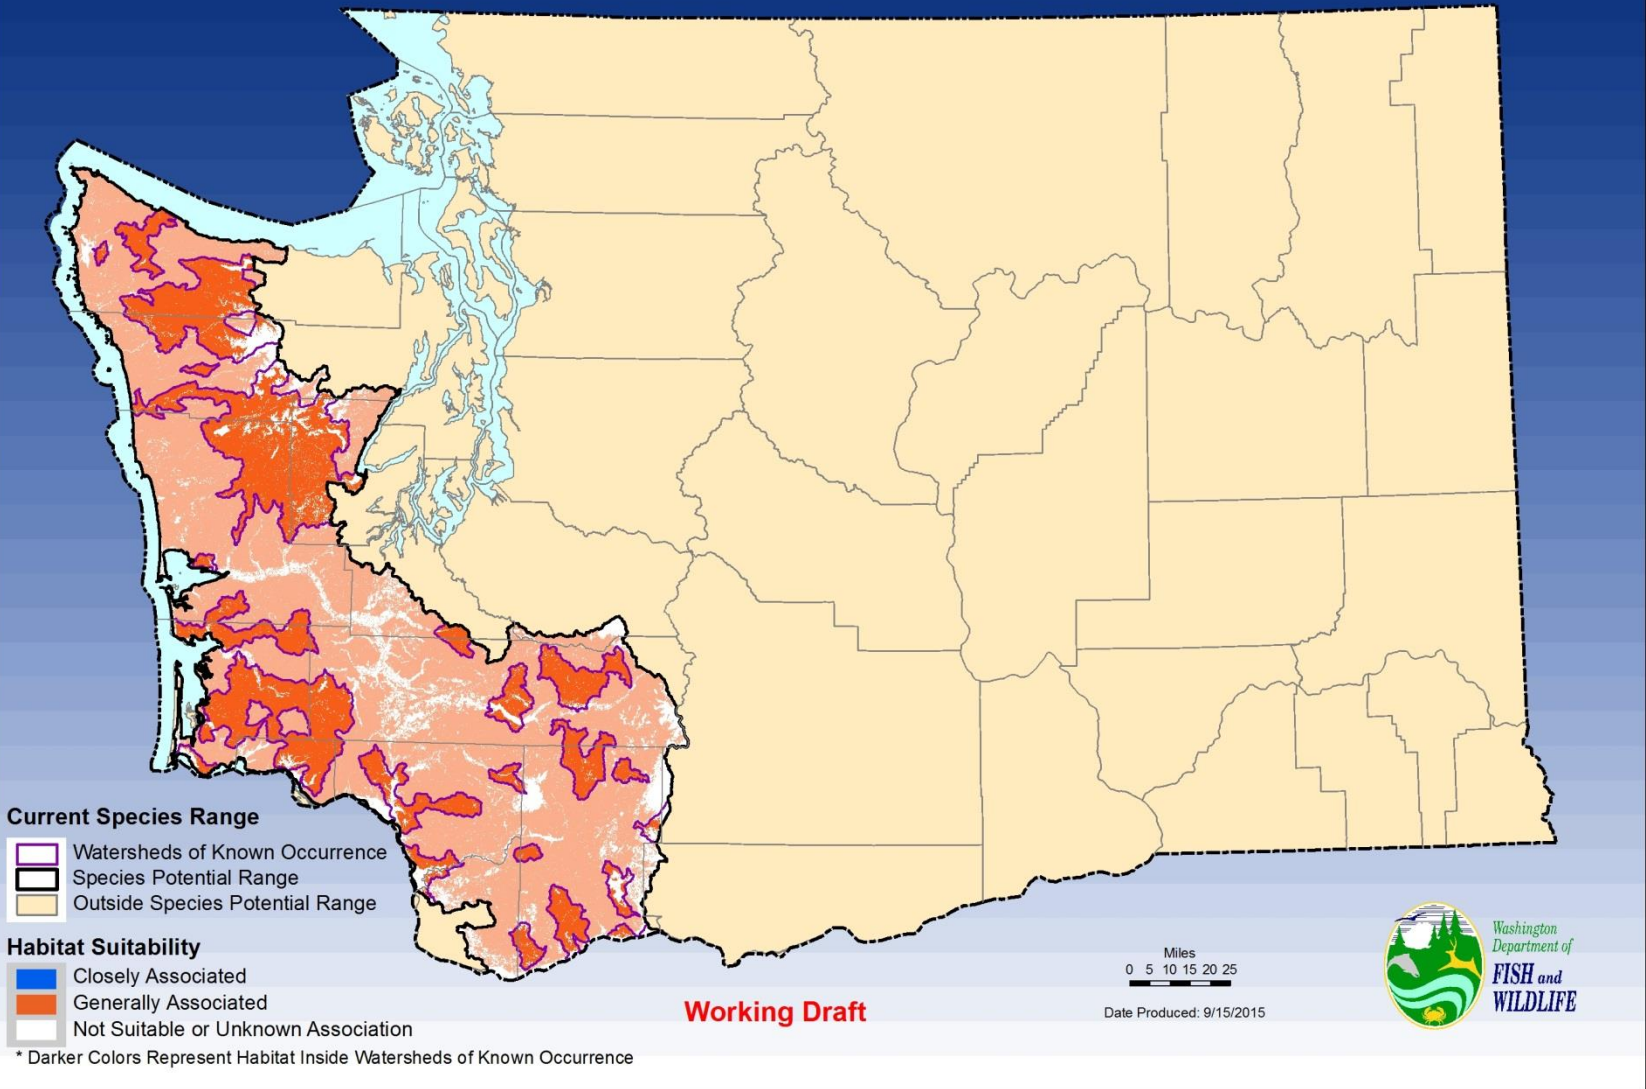 Current Species Range
Watersheds of Known Occurrence
Species Potential Range
Outside Species Potential Range
Habitat Suitability
Closely Associated
Generally Associated
Not Suitable or Unknown Association
* Darker Colors Represent Habitat Inside Watersheds of Known Occurrence
Working Draft
Miles
0 5 10 15 20 25
Date Produced: 9/15/2015
Washington
Department of
FISH and
WILDLIFE